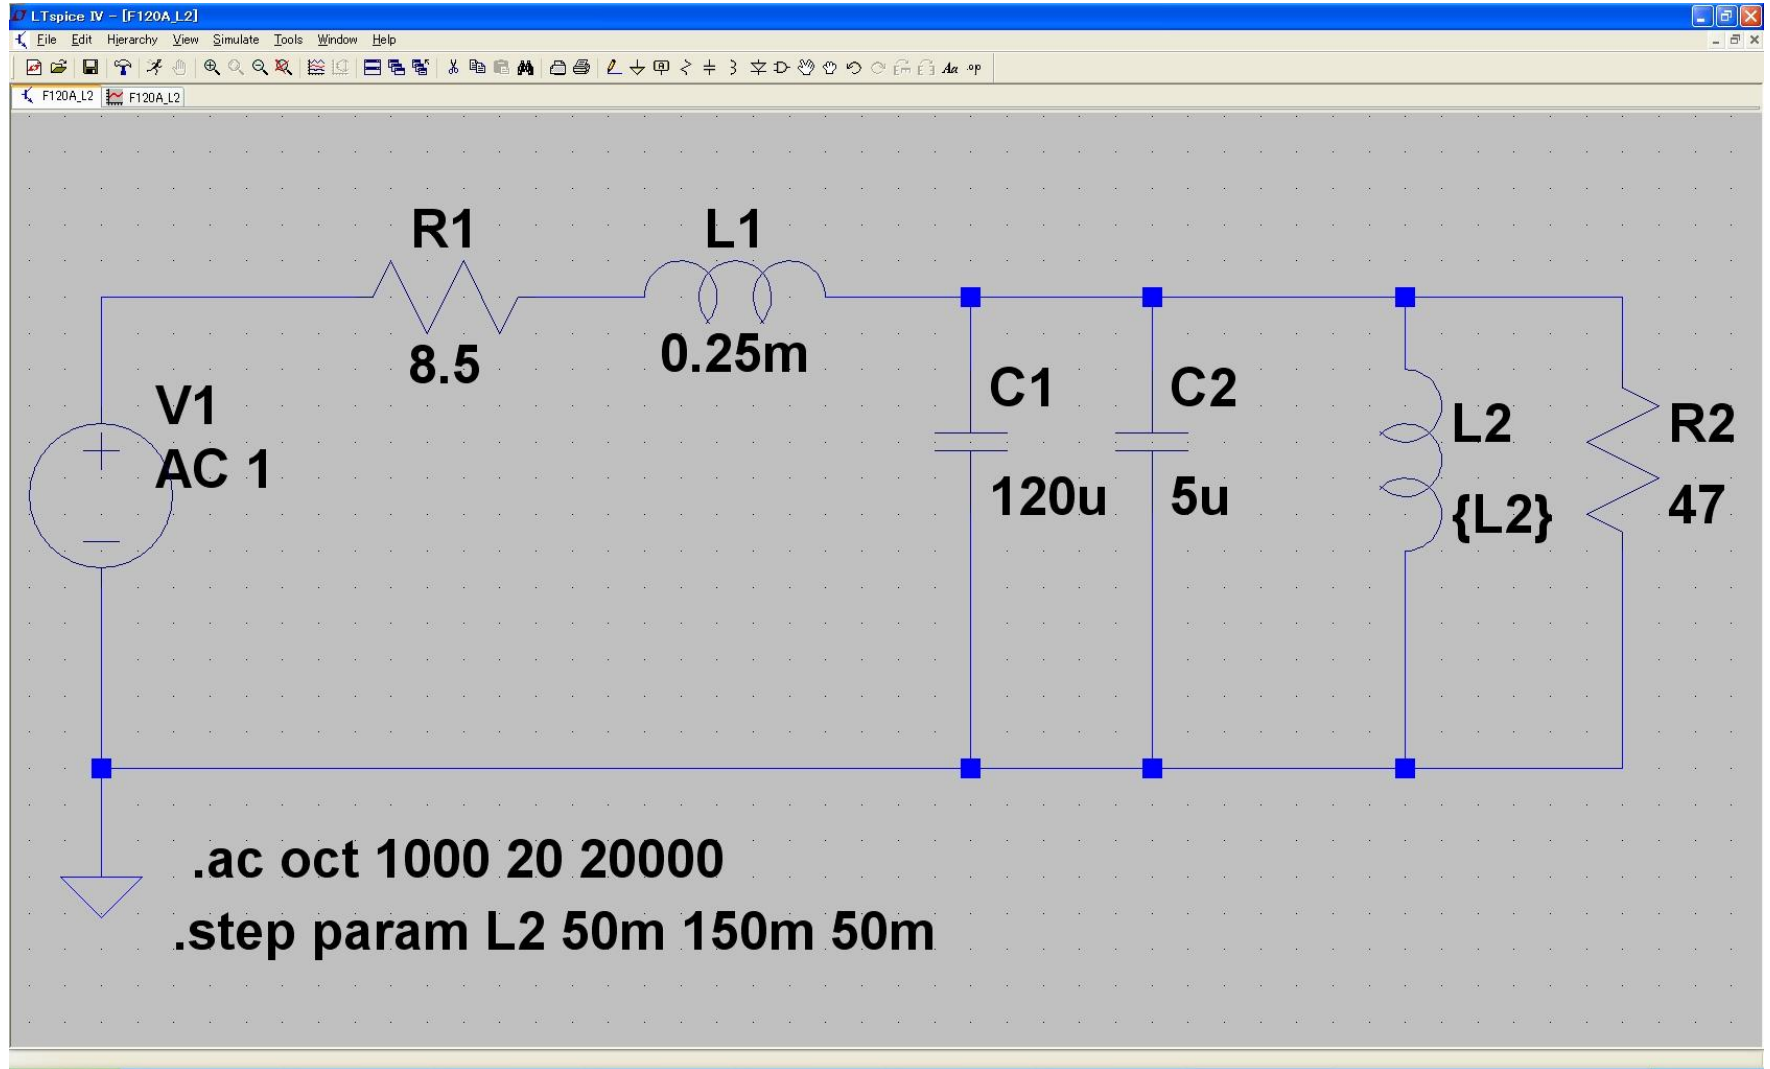 LTspice IV - [F120A_L2]
File Edit Hierarchy View Simulate Tools Window Help
Aa .op
F120A_L2 F120A_L2
R1
L1
8.5
0.25m
V1
AC 1
C1
C2
120u
5u
L2
R2
{L2}
47
.ac oct 1000 20 20000
.step param L2 50m 150m 50m